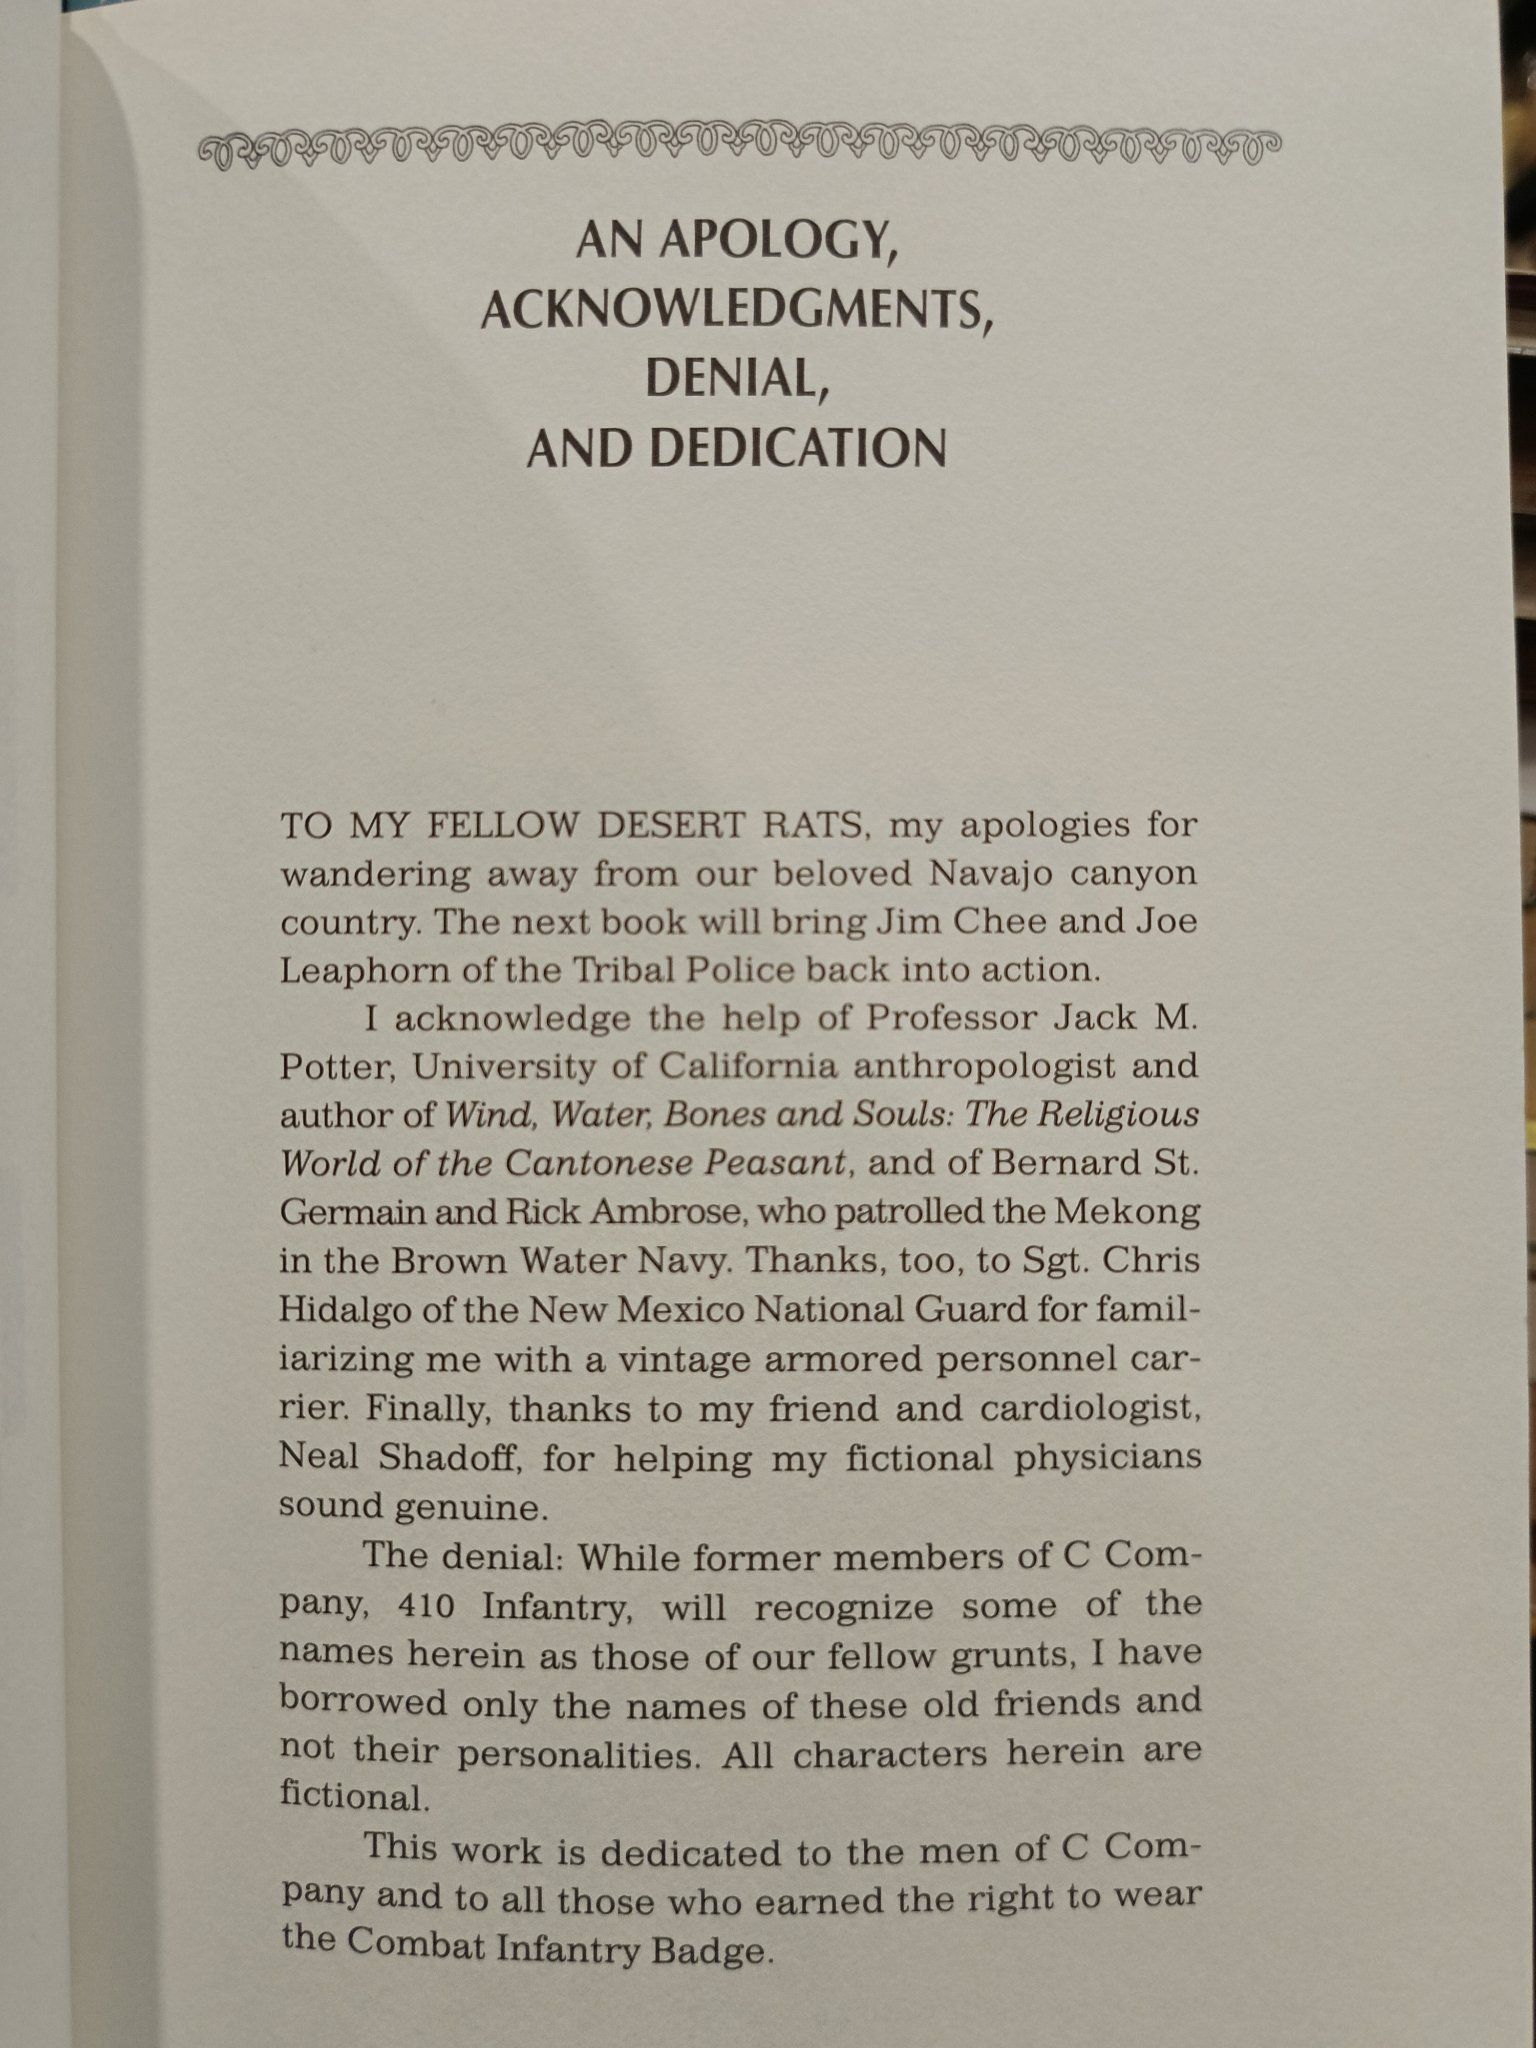 AN APOLOGY,
ACKNOWLEDGMENTS,
DENIAL,
AND DEDICATION
TO MY FELLOW DESERT RATS, my apologies for
wandering away from our beloved Navajo canyon
country. The next book will bring Jim Chee and Joe
Leaphorn of the Tribal Police back into action.
I acknowledge the help of Professor Jack M.
Potter, University of California anthropologist and
author of Wind, Water, Bones and Souls: The Religious
World of the Cantonese Peasant, and of Bernard St.
Germain and Rick Ambrose, who patrolled the Mekong
in the Brown Water Navy. Thanks, too, to Sgt. Chris
Hidalgo of the New Mexico National Guard for famil-
iarizing me with a vintage armored personnel car-
rier. Finally, thanks to my friend and cardiologist,
Neal Shadoff, for helping my fictional physicians
sound genuine.
The denial: While former members of C Com-
pany, 410 Infantry, will recognize some of the
names herein as those of our fellow grunts, I have
borrowed only the names of these old friends and
not their personalities. All characters herein are
fictional.
This work is dedicated to the men of C Com-
pany and to all those who earned the right to wear
the Combat Infantry Badge.